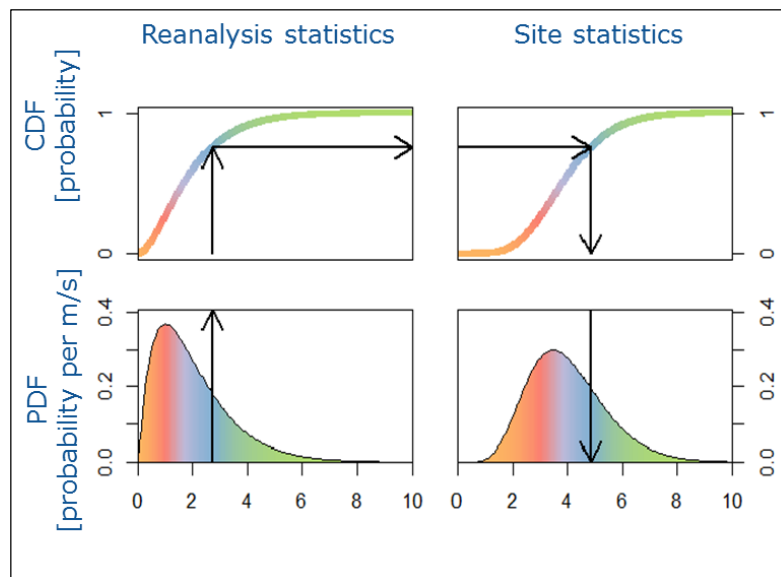 Reanalysis statistics
Site statistics
CDF
[probability]
1
0
1
0
PDF
[probability per m/s]
0.4
0.2
0.0
0.4
0.2
0.0
0 2 4 6 8 10
0 2 4 6 8 10